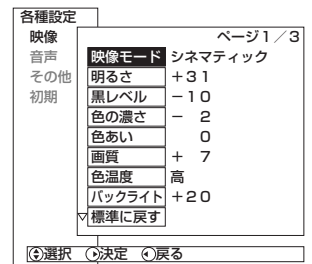 各種設定
映像
音声
その他
初期
ページ1／3
映像モード シネマティック
明るさ ＋31
黒レベル －10
色の濃さ － 2
色あい 0
画質 ＋ 7
色温度 高
バックライト ＋20
▽標準に戻す
選択 決定 戻る